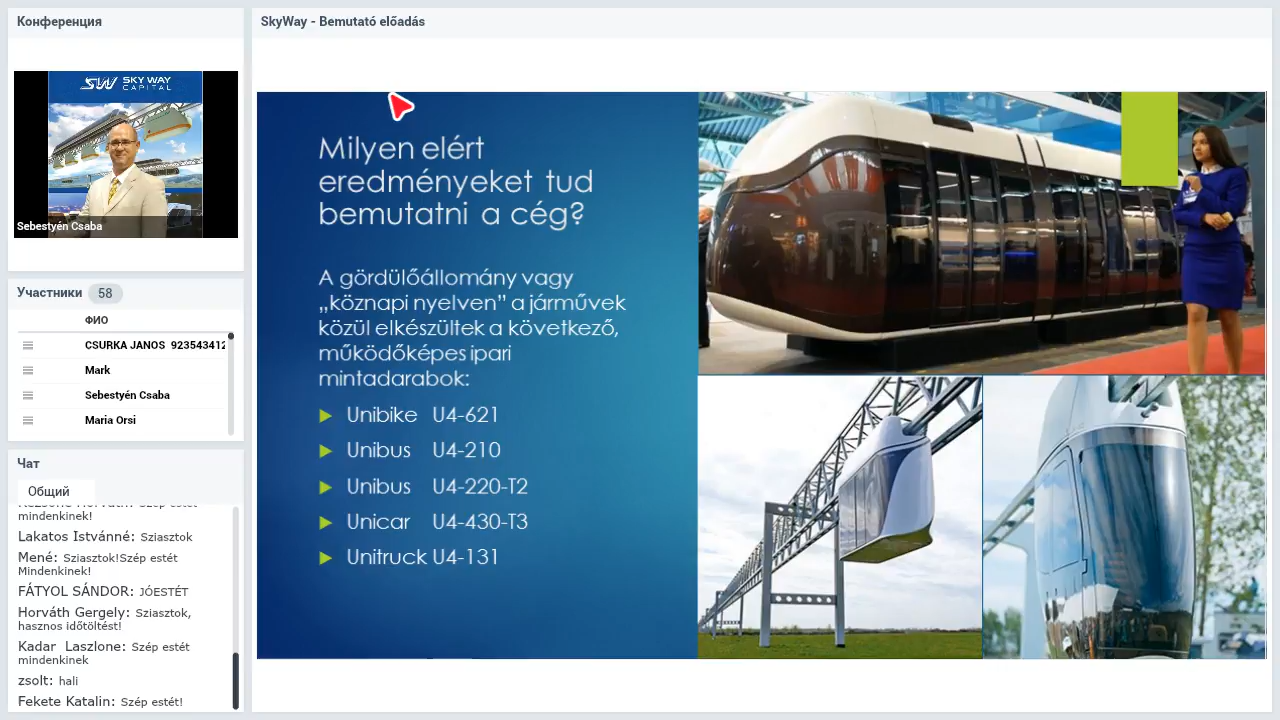 Конференция
SKY WAY
CAPITAL
Sebestyén Csaba
Участники 58
ФИО
CSURKA JANOS 923543412
Mark
Sebestyén Csaba
Maria Orsi
Чат
Общий
mindenkinek!
Lakatos Istvánné: Sziasztok
Mené: Sziasztok!Szép estét
Mindenkinek!
FÁTYOL SÁNDOR: JÓESTÉT
Horváth Gergely: Sziasztok,
hasznos időtöltést!
Kadar Laszlone: Szép estét
mindenkinek
zsolt: hali
Fekete Katalin: Szép estét!
SkyWay - Bemutató előadás
Milyen elért
eredményeket tud
bemutatni a cég?
A gördülőállomány vagy
„köznapi nyelven” a járművek
közül elkészültek a következő,
működőképes ipari
mintadarabok:
Unibike U4-621
Unibus U4-210
Unibus U4-220-T2
Unicar U4-430-T3
Unitruck U4-131